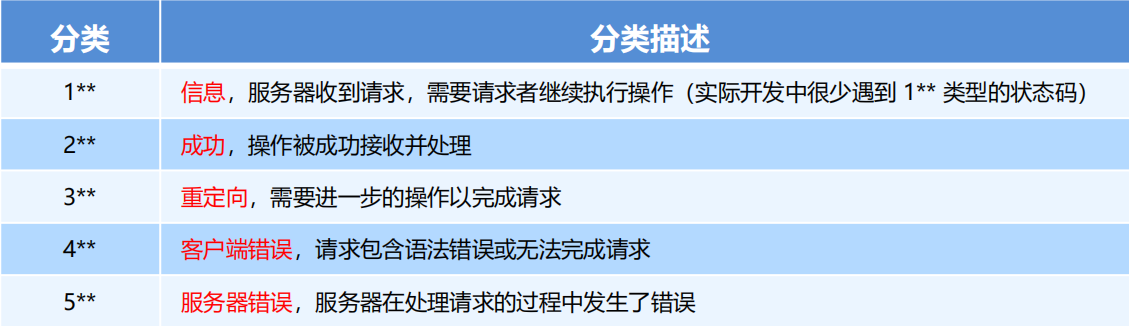 分类 分类描述
1** 信息，服务器收到请求，需要请求者继续执行操作（实际开发中很少遇到 1** 类型的状态码）
2** 成功，操作被成功接收并处理
3** 重定向，需要进一步的操作以完成请求
4** 客户端错误，请求包含语法错误或无法完成请求
5** 服务器错误，服务器在处理请求的过程中发生了错误